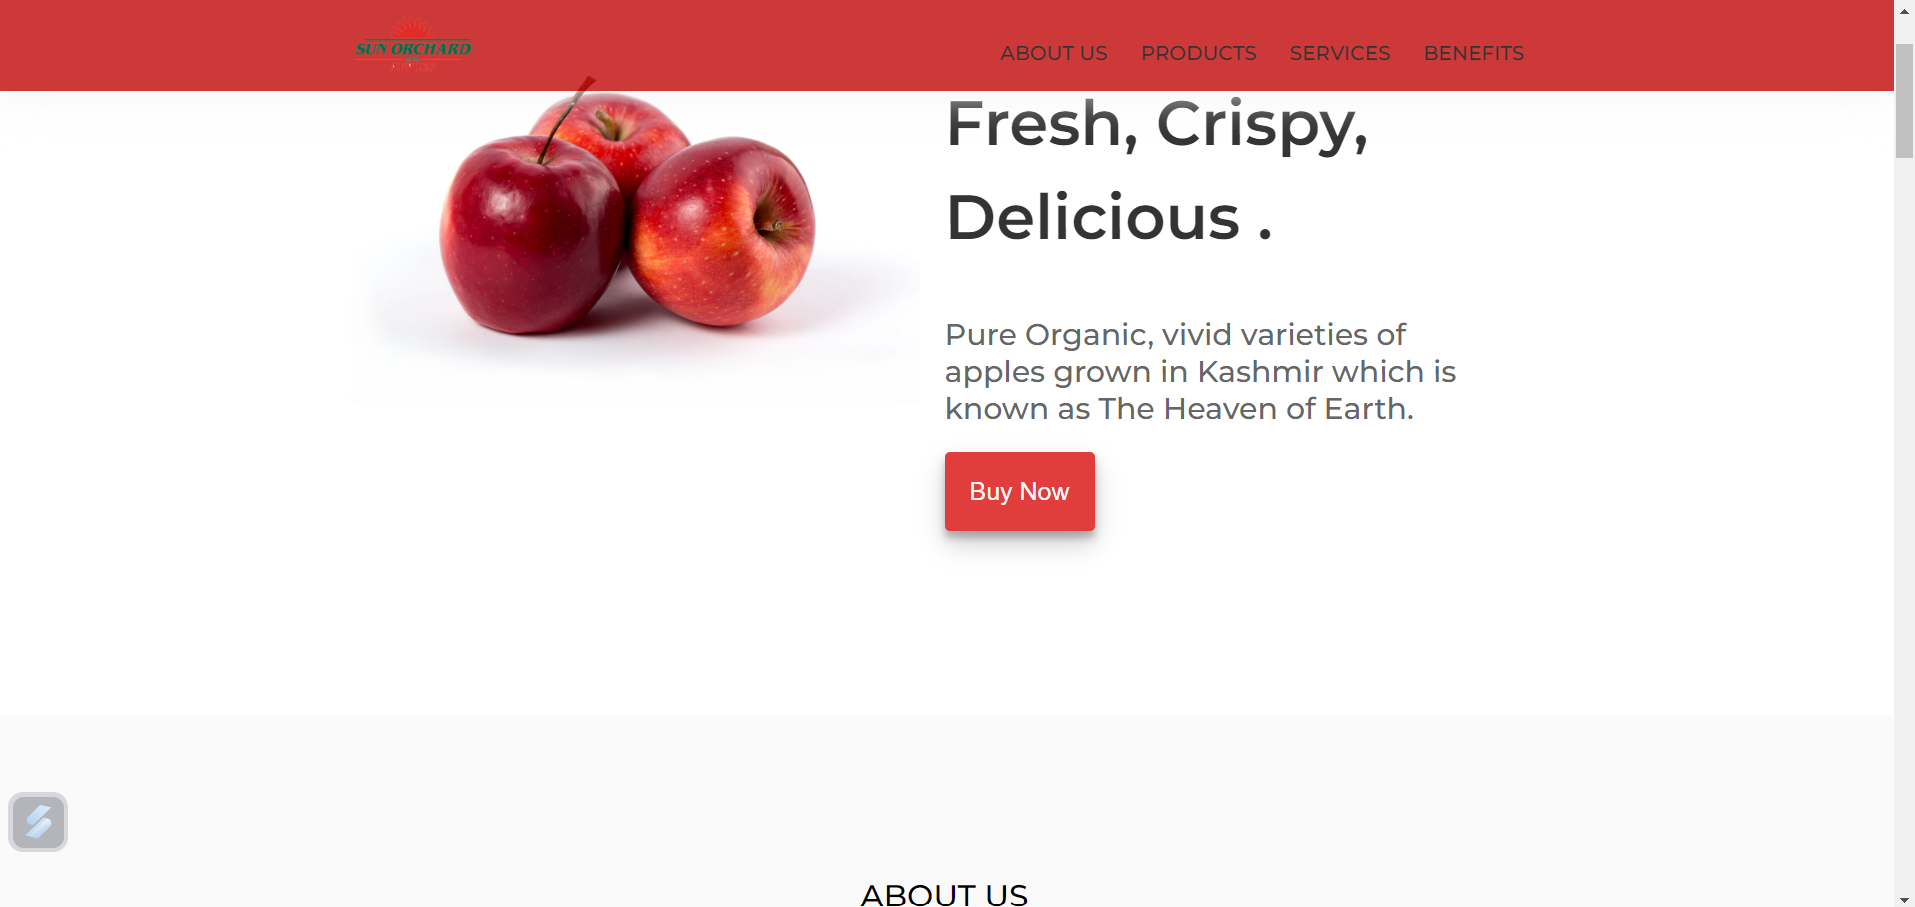 SUN ORCHARD
ABOUT US PRODUCTS SERVICES BENEFITS
Fresh, Crispy,
Delicious .
Pure Organic, vivid varieties of
apples grown in Kashmir which is
known as The Heaven of Earth.
Buy Now
ABOUT US